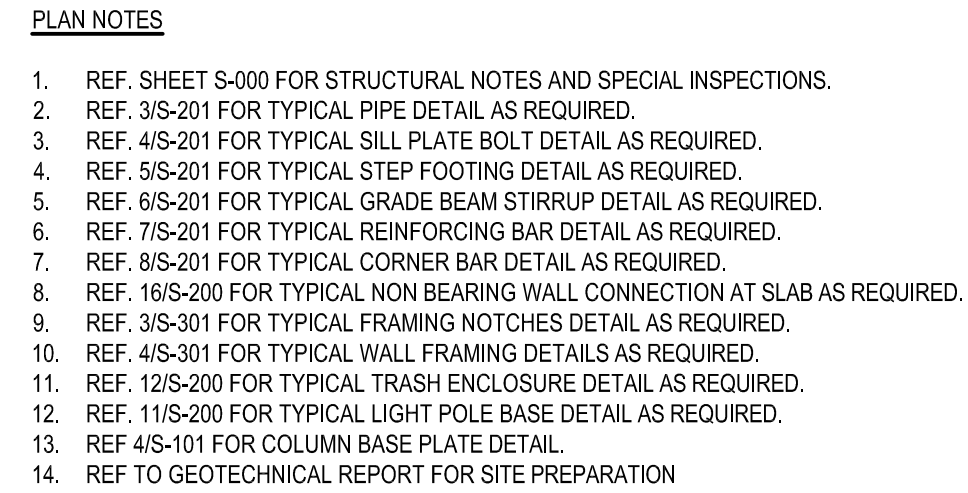 PLAN NOTES
1. REF. SHEET S-000 FOR STRUCTURAL NOTES AND SPECIAL INSPECTIONS.
2. REF. 3/S-201 FOR TYPICAL PIPE DETAIL AS REQUIRED.
3. REF. 4/S-201 FOR TYPICAL SILL PLATE BOLT DETAIL AS REQUIRED.
4. REF. 5/S-201 FOR TYPICAL STEP FOOTING DETAIL AS REQUIRED.
5. REF. 6/S-201 FOR TYPICAL GRADE BEAM STIRRUP DETAIL AS REQUIRED.
6. REF. 7/S-201 FOR TYPICAL REINFORCING BAR DETAIL AS REQUIRED.
7. REF. 8/S-201 FOR TYPICAL CORNER BAR DETAIL AS REQUIRED.
8. REF. 16/S-200 FOR TYPICAL NON BEARING WALL CONNECTION AT SLAB AS REQUIRED.
9. REF. 3/S-301 FOR TYPICAL FRAMING NOTCHES DETAIL AS REQUIRED.
10. REF. 4/S-301 FOR TYPICAL WALL FRAMING DETAILS AS REQUIRED.
11. REF. 12/S-200 FOR TYPICAL TRASH ENCLOSURE DETAIL AS REQUIRED.
12. REF. 11/S-200 FOR TYPICAL LIGHT POLE BASE DETAIL AS REQUIRED.
13. REF 4/S-101 FOR COLUMN BASE PLATE DETAIL.
14. REF TO GEOTECHNICAL REPORT FOR SITE PREPARATION